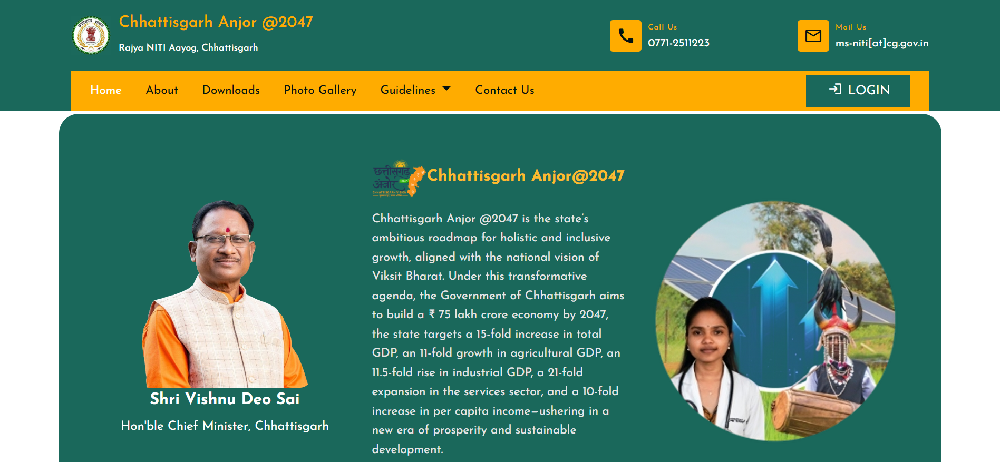 छत्तीसगढ़ शासन
Chhattisgarh Anjor @2047
Rajya NITI Aayog, Chhattisgarh
Call Us
0771-2511223
Mail Us
ms-niti[at]cg.gov.in
Home About Downloads Photo Gallery Guidelines Contact Us
LOGIN
Shri Vishnu Deo Sai
Hon'ble Chief Minister, Chhattisgarh
छत्तीसगढ़
अंजोर
CHHATTISGARH VISION
Chhattisgarh Anjor@2047
Chhattisgarh Anjor @2047 is the state's
ambitious roadmap for holistic and inclusive
growth, aligned with the national vision of
Viksit Bharat. Under this transformative
agenda, the Government of Chhattisgarh aims
to build a ₹ 75 lakh crore economy by 2047,
the state targets a 15-fold increase in total
GDP, an 11-fold growth in agricultural GDP, an
11.5-fold rise in industrial GDP, a 21-fold
expansion in the services sector, and a 10-fold
increase in per capita income—ushering in a
new era of prosperity and sustainable
development.